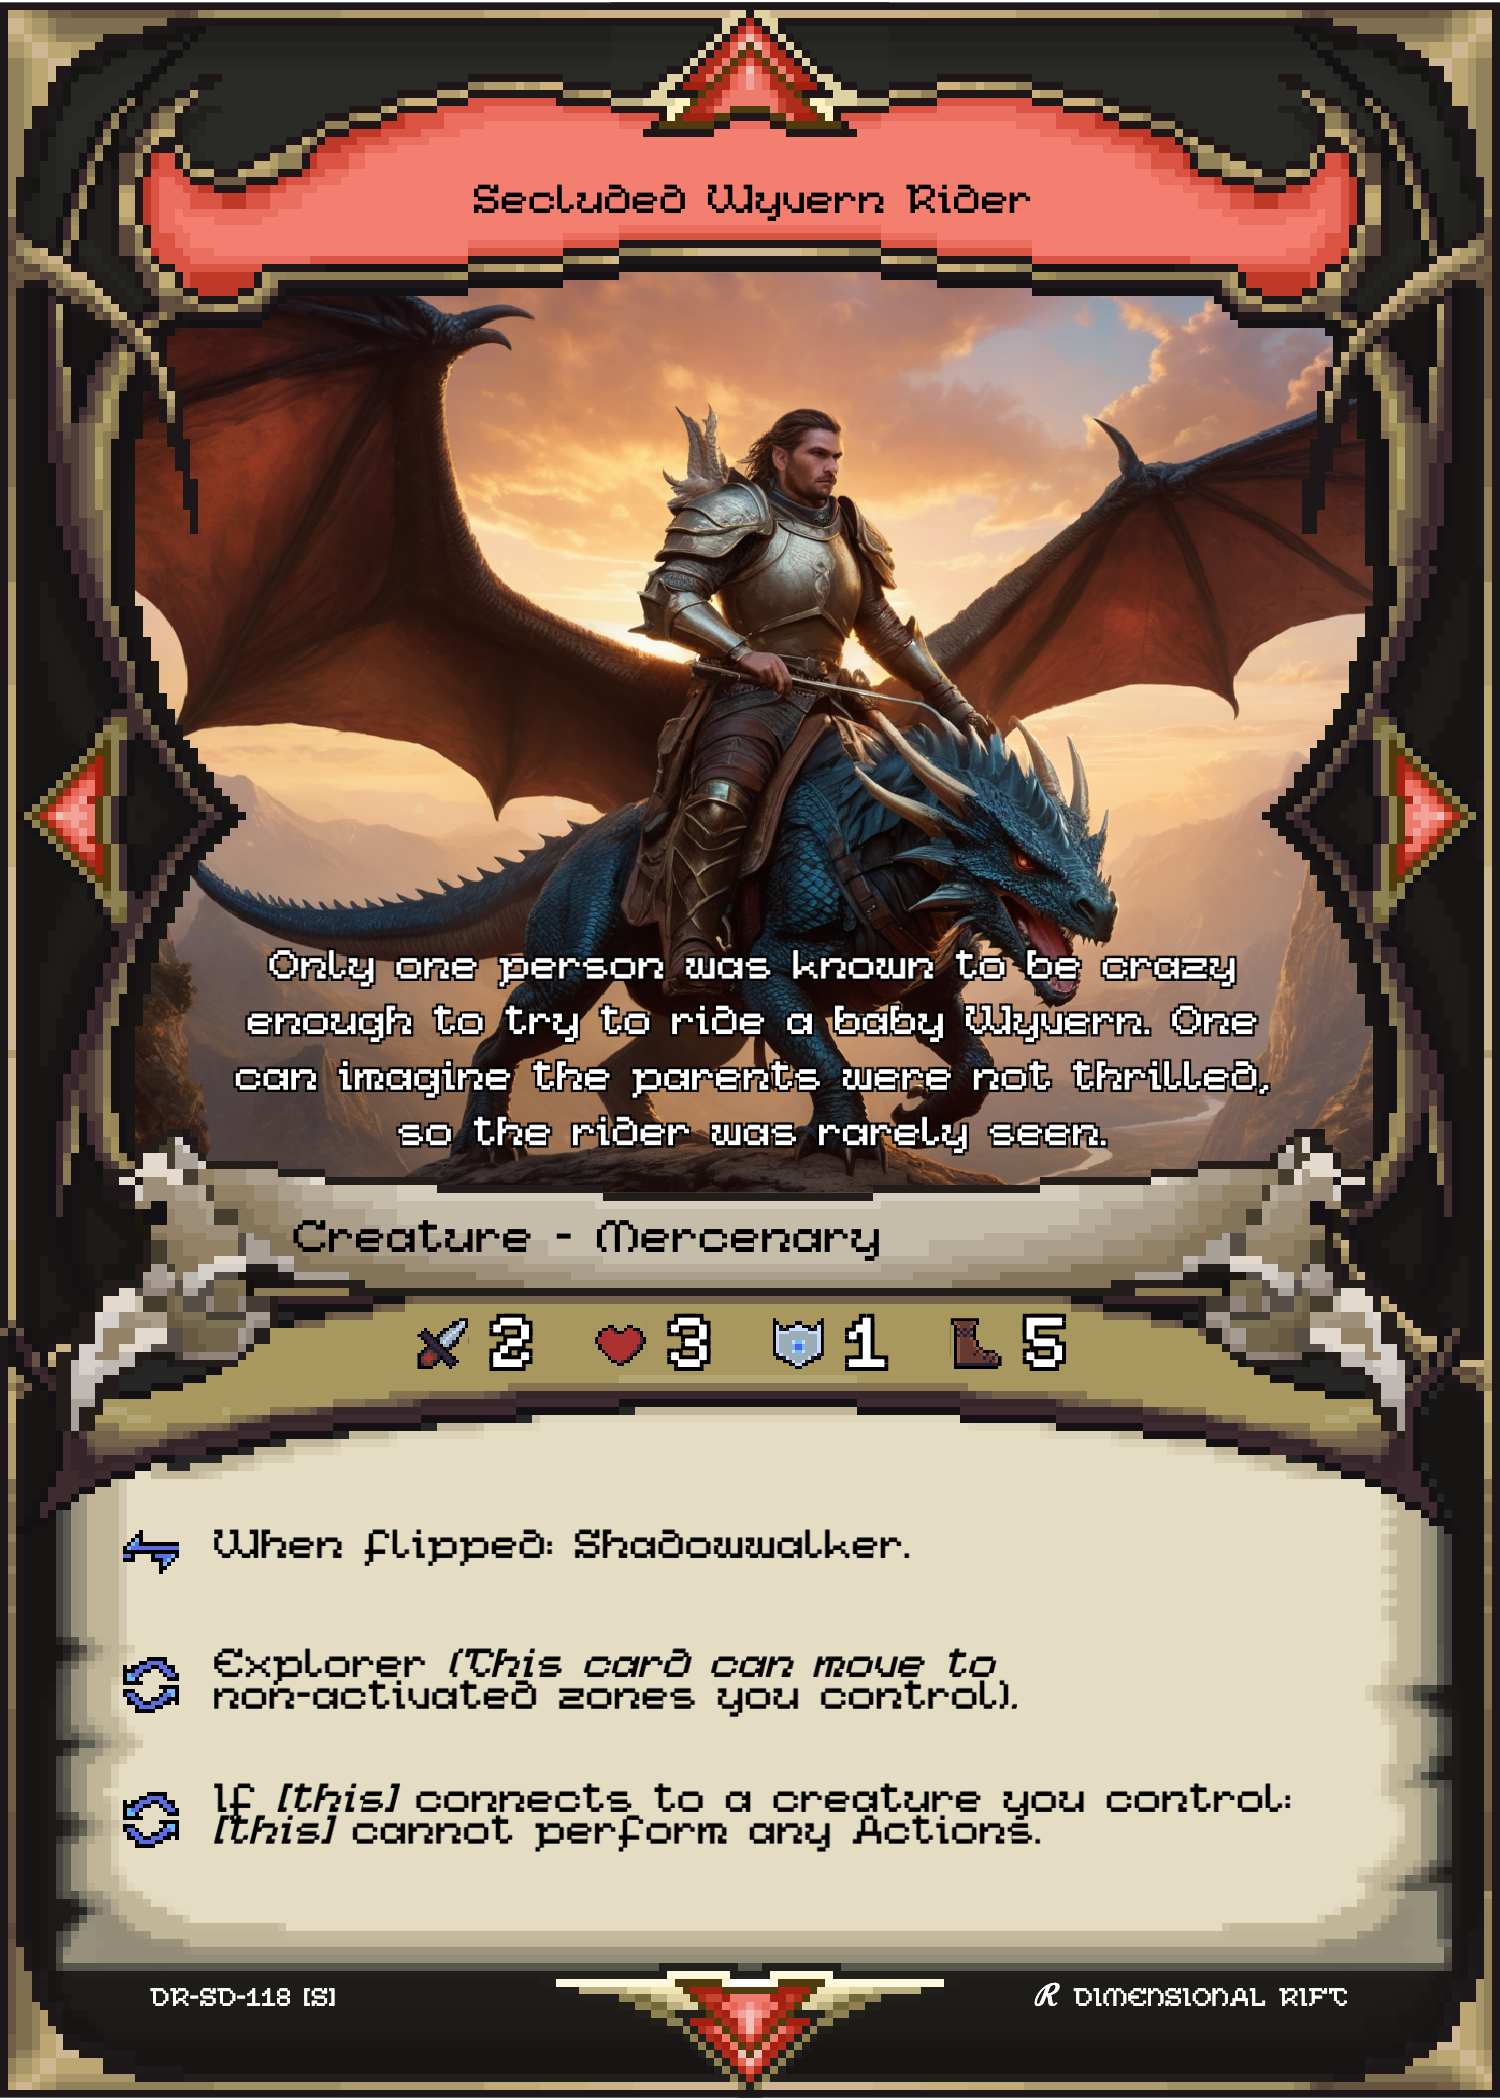 Secluded Wyvern Rider
Only one person was known to be crazy
enough to try to ride a baby Wyvern. One
can imagine the parents were not thrilled,
so the rider was rarely seen.
Creature - Mercenary
2 3 1 5
When flipped: Shadowwalker.
Explorer (This card can move to
non-activated zones you control).
If [this] connects to a creature you control:
[this] cannot perform any Actions.
DR-SD-118 [S]
R DIMENSIONAL RIFT